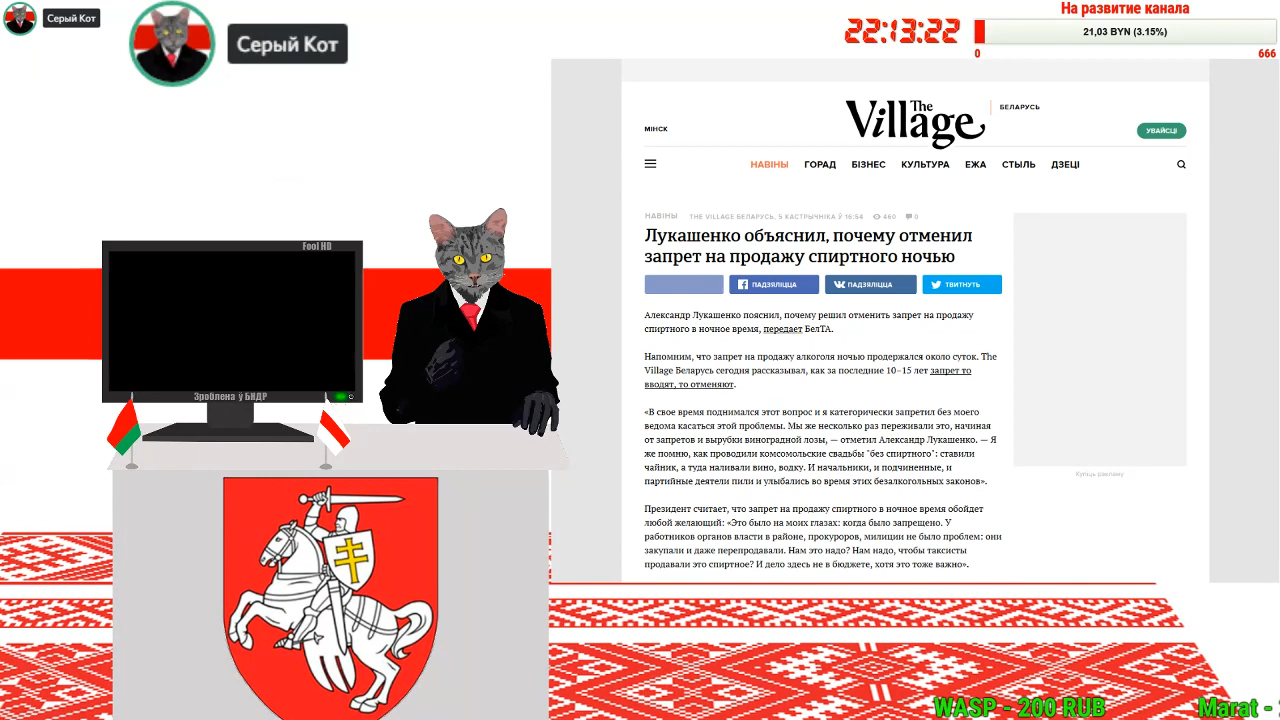 Серый Кот
Серый Кот
22:13:22
На развитие канала
21,03 BYN (3.15%)
0
666
The Village
БЕЛАРУСЬ
МІНСК
УВАЙСЦІ
НАВІНЫ ГОРАД БІЗНЕС КУЛЬТУРА ЕЖА СТЫЛЬ ДЗЕЦІ
НАВІНЫ THE VILLAGE БЕЛАРУСЬ, 5 КАСТРЫЧНІКА Ў 16:54 460 0
Лукашенко объяснил, почему отменил
запрет на продажу спиртного ночью
ПАДЗЯЛІЦЦА ПАДЗЯЛІЦЦА ТВИТНУТЬ
Александр Лукашенко пояснил, почему решил отменить запрет на продажу
спиртного в ночное время, передает БелТА.
Напомним, что запрет на продажу алкоголя ночью продержался около суток. The
Village Беларусь сегодня рассказывал, как за последние 10–15 лет запрет то
вводят, то отменяют.
«В свое время поднимался этот вопрос и я категорически запретил без моего
ведома касаться этой проблемы. Мы же несколько раз переживали это, начиная
от запретов и вырубки виноградной лозы, — отметил Александр Лукашенко. — Я
же помню, как проводили комсомольские свадьбы "без спиртного": ставили
чайник, а туда наливали вино, водку. И начальники, и подчиненные, и
партийные деятели пили и улыбались во время этих безалкогольных законов».
Президент считает, что запрет на продажу спиртного в ночное время обойдет
любой желающий: «Это было на моих глазах: когда было запрещено. У
работников органов власти в районе, прокуроров, милиции не было проблем: они
закупали и даже перепродавали. Нам это надо? Нам надо, чтобы таксисты
продавали это спиртное? И дело здесь не в бюджете, хотя это тоже важно».
Купіць рэкламу
Fool HD
Зроблена ў БНДР
WASP - 200 RUB
Marat -